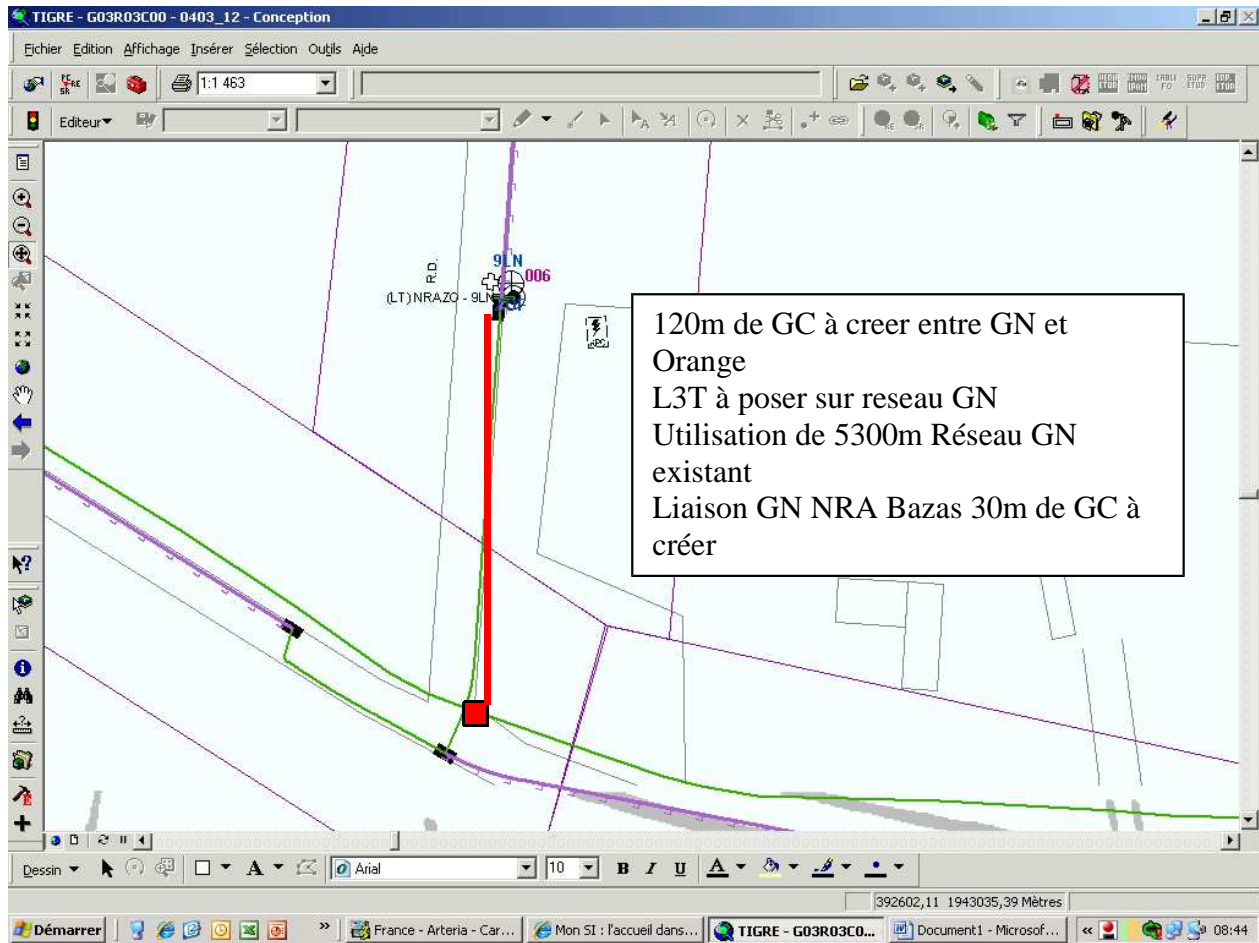 TIGRE - G03R03C00 - 0403_12 - Conception
Fichier Edition Affichage Insérer Sélection Outils Aide
1:1 463
Editeur
R.D.
9LN
006
(LT)NRAZO - 9LN
120m de GC à creer entre GN et
Orange
L3T à poser sur reseau GN
Utilisation de 5300m Réseau GN
existant
Liaison GN NRA Bazas 30m de GC à
créer
Dessin
A
Arial
10
B I U A
392602,11 1943035,39 Mètres
Démarrer
France - Arteria - Car...
Mon SI : l'accueil dans...
TIGRE - G03R03C0...
Document1 - Microsof...
08:44